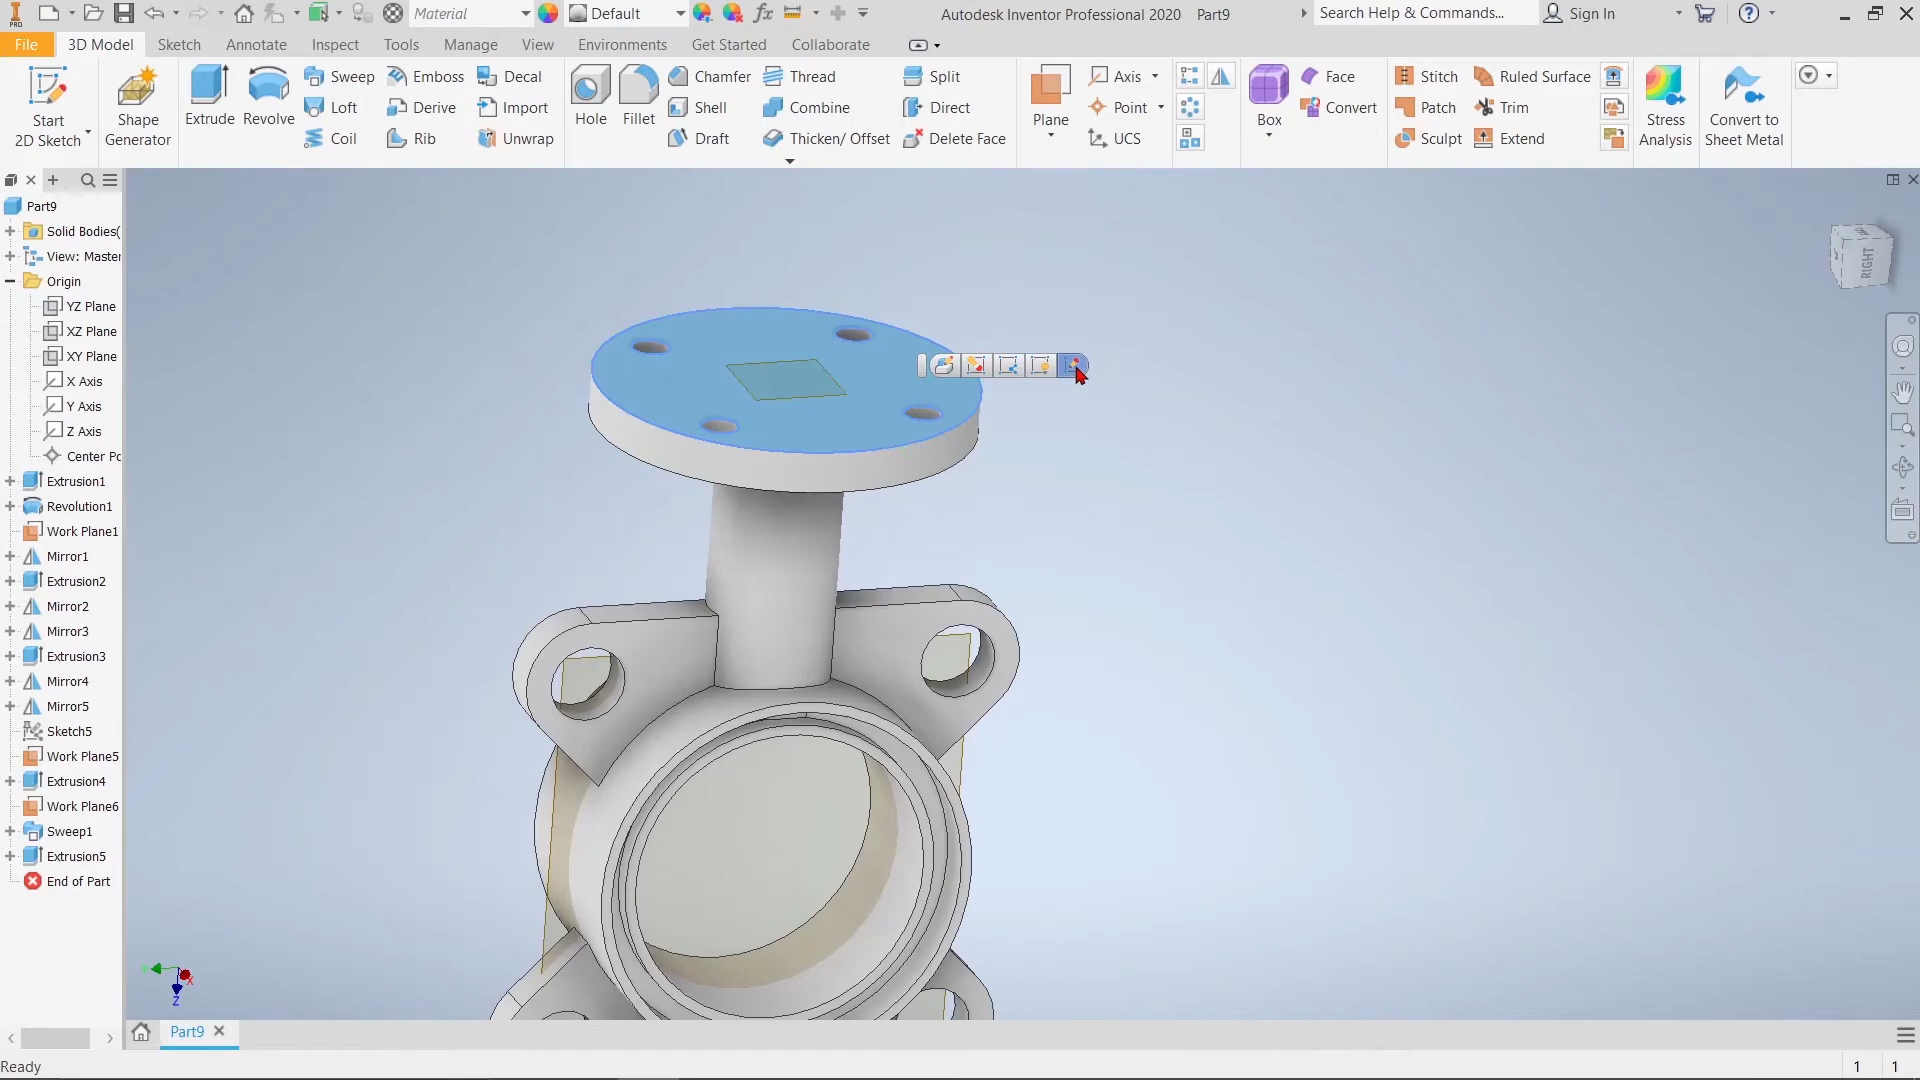 Material
Default
fx
Autodesk Inventor Professional 2020 Part9
Search Help & Commands...
Sign In
PRO
File
3D Model
Sketch
Annotate
Inspect
Tools
Manage
View
Environments
Get Started
Collaborate
Start
2D Sketch
Shape
Generator
Extrude
Revolve
Sweep
Loft
Coil
Emboss
Derive
Rib
Decal
Import
Unwrap
Hole
Fillet
Chamfer
Shell
Draft
Thread
Combine
Thicken/ Offset
Split
Direct
Delete Face
Plane
Axis
Point
UCS
Box
Face
Convert
Stitch
Patch
Sculpt
Ruled Surface
Trim
Extend
Stress
Analysis
Convert to
Sheet Metal
Part9
Solid Bodies(
View: Master
Origin
YZ Plane
XZ Plane
XY Plane
X Axis
Y Axis
Z Axis
Center Po
Extrusion1
Revolution1
Work Plane1
Mirror1
Extrusion2
Mirror2
Mirror3
Extrusion3
Mirror4
Mirror5
Sketch5
Work Plane5
Extrusion4
Work Plane6
Sweep1
Extrusion5
End of Part
RIGHT
X
Z
Part9
Ready
1 1